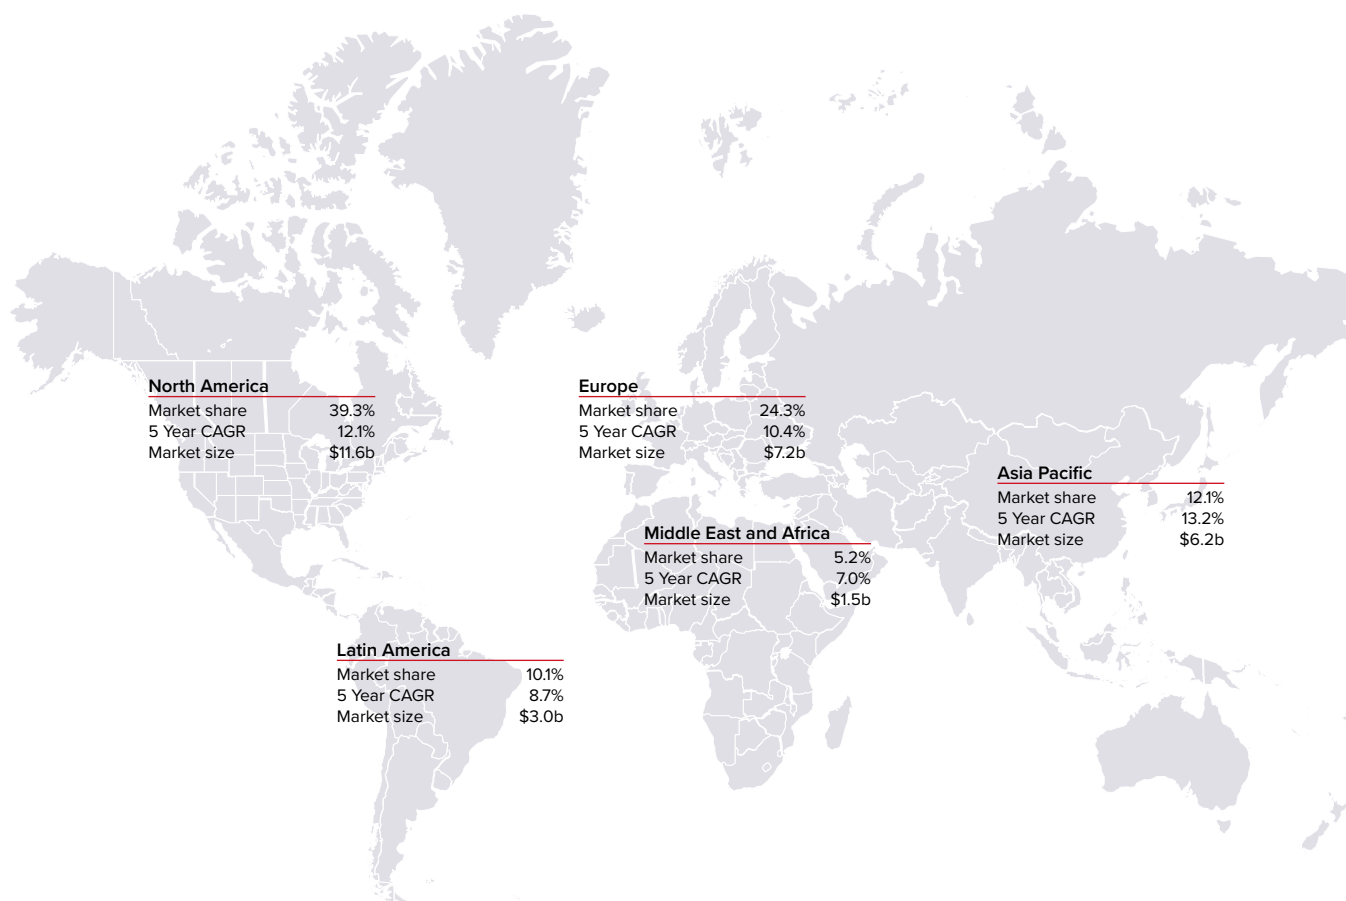 North America
Market share 39.3%
5 Year CAGR 12.1%
Market size $11.6b
Europe
Market share 24.3%
5 Year CAGR 10.4%
Market size $7.2b
Asia Pacific
Market share 12.1%
5 Year CAGR 13.2%
Market size $6.2b
Middle East and Africa
Market share 5.2%
5 Year CAGR 7.0%
Market size $1.5b
Latin America
Market share 10.1%
5 Year CAGR 8.7%
Market size $3.0b